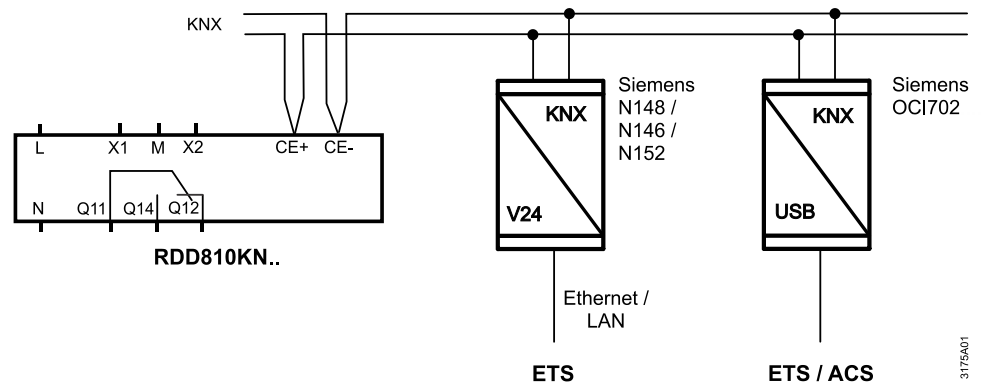 KNX
Siemens
N148 /
N146 /
N152
Siemens
OCI702
KNX
KNX
L X1 M X2 CE+ CE-
N Q11 Q14 Q12
V24
USB
RDD810KN..
Ethernet /
LAN
ETS
ETS / ACS
3175A01